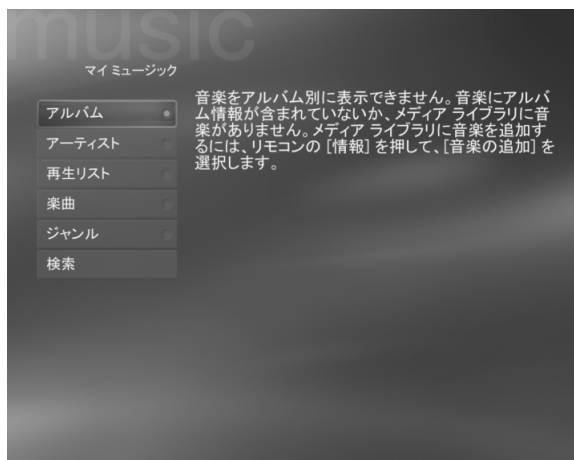 music
マイ ミュージック
アルバム
アーティスト
再生リスト
楽曲
ジャンル
検索
音楽をアルバム別に表示できません。音楽にアルバ
ム情報が含まれていないか、メディア ライブラリに音
楽がありません。メディア ライブラリに音楽を追加す
るには、リモコンの [情報] を押して、[音楽の追加] を
選択します。